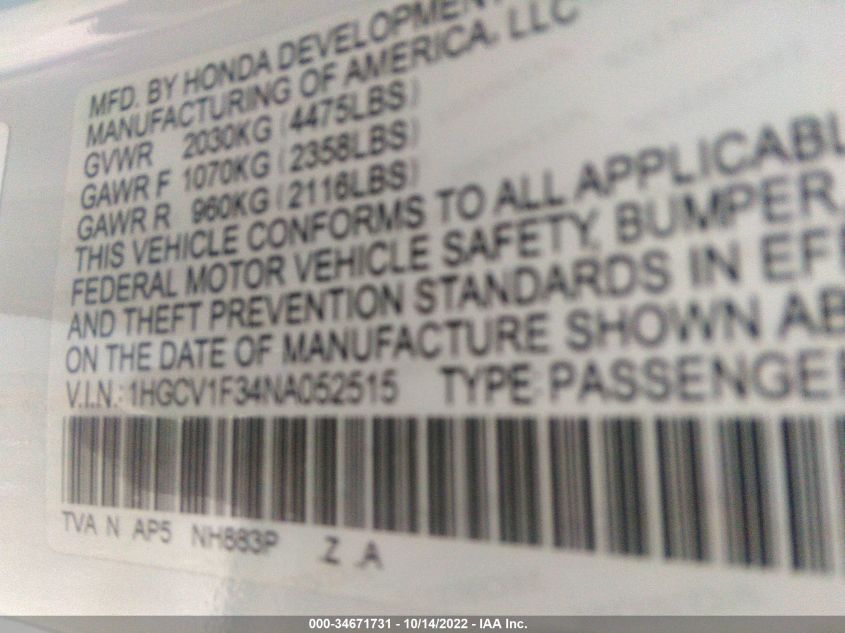 MFD. BY HONDA DEVELOPMENT
MANUFACTURING OF AMERICA, LLC
GVWR 2030KG (4475LBS)
GAWR F 1070KG (2358LBS)
GAWR R 960KG (2116LBS)
THIS VEHICLE CONFORMS TO ALL APPLICABL
FEDERAL MOTOR VEHICLE SAFETY, BUMPER,
AND THEFT PREVENTION STANDARDS IN EFF
ON THE DATE OF MANUFACTURE SHOWN AB
V.I.N.: 1HGCV1F34NA052515 TYPE: PASSENGER
TVA N AP5 NH883P Z .A
000-34671731 - 10/14/2022 - IAA Inc.